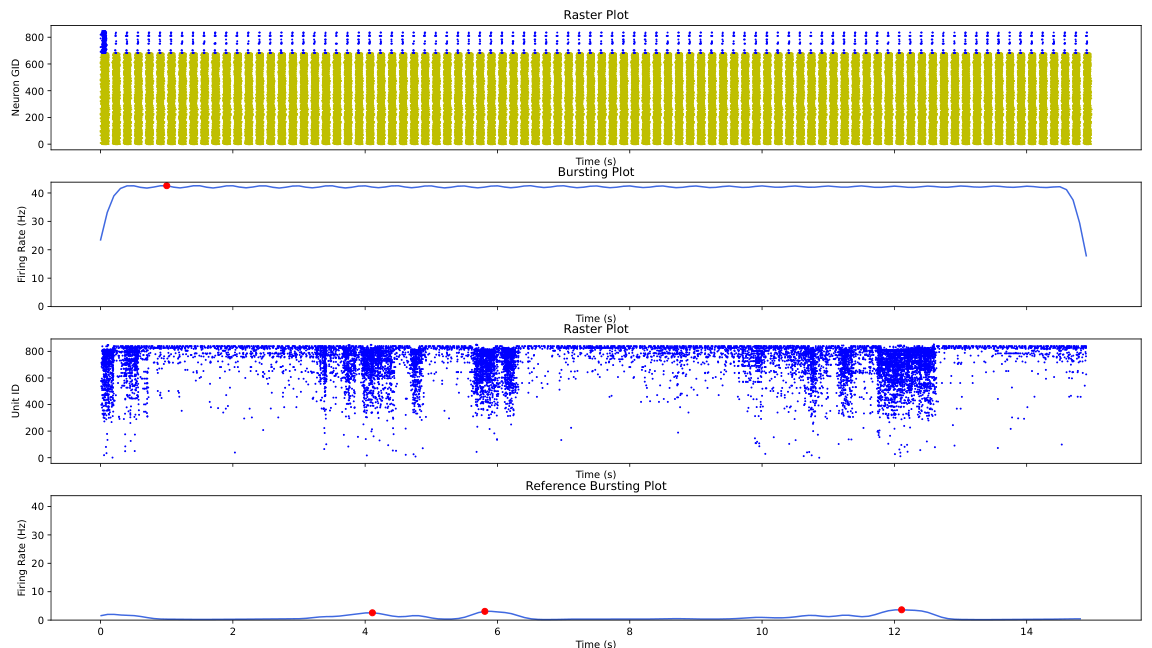 Raster Plot
Neuron GID
800
600
400
200
0
Time (s)
Bursting Plot
Firing Rate (Hz)
40
30
20
10
0
Time (s)
Raster Plot
Unit ID
800
600
400
200
0
Time (s)
Reference Bursting Plot
Firing Rate (Hz)
40
30
20
10
0
0 2 4 6 8 10 12 14
Time (s)